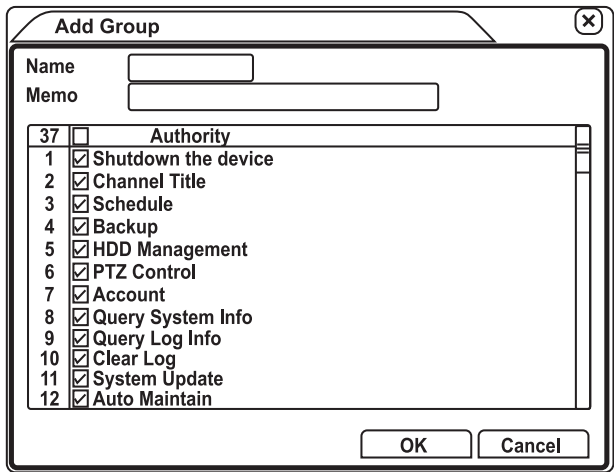 Add Group
Name
Memo
37 Authority
1 Shutdown the device
2 Channel Title
3 Schedule
4 Backup
5 HDD Management
6 PTZ Control
7 Account
8 Query System Info
9 Query Log Info
10 Clear Log
11 System Update
12 Auto Maintain
OK Cancel